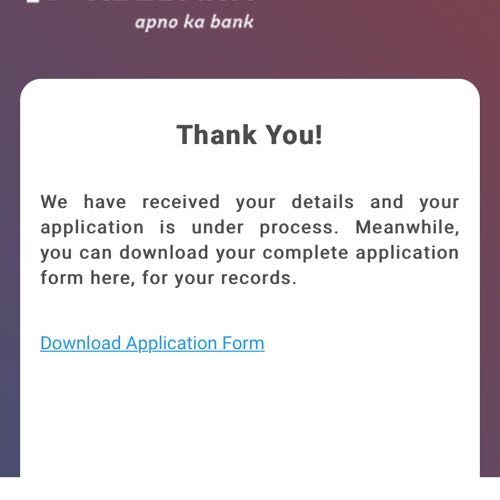 apno ka bank
Thank You!
We have received your details and your
application is under process. Meanwhile,
you can download your complete application
form here, for your records.
Download Application Form